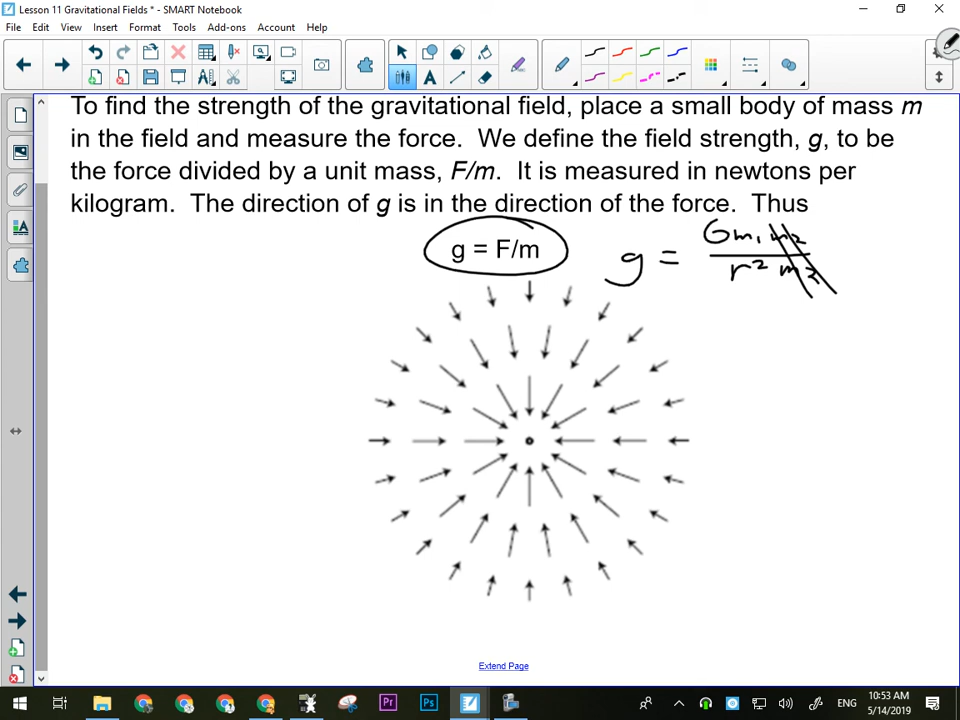 Lesson 11 Gravitational Fields * - SMART Notebook
File Edit View Insert Format Tools Add-ons Account Help
To find the strength of the gravitational field, place a small body of mass m
in the field and measure the force. We define the field strength, g, to be
the force divided by a unit mass, F/m. It is measured in newtons per
kilogram. The direction of g is in the direction of the force. Thus
g = F/m
g = Gm₁m₂
r² m₂
Extend Page
Pr Ps ENG 10:53 AM
5/14/2019